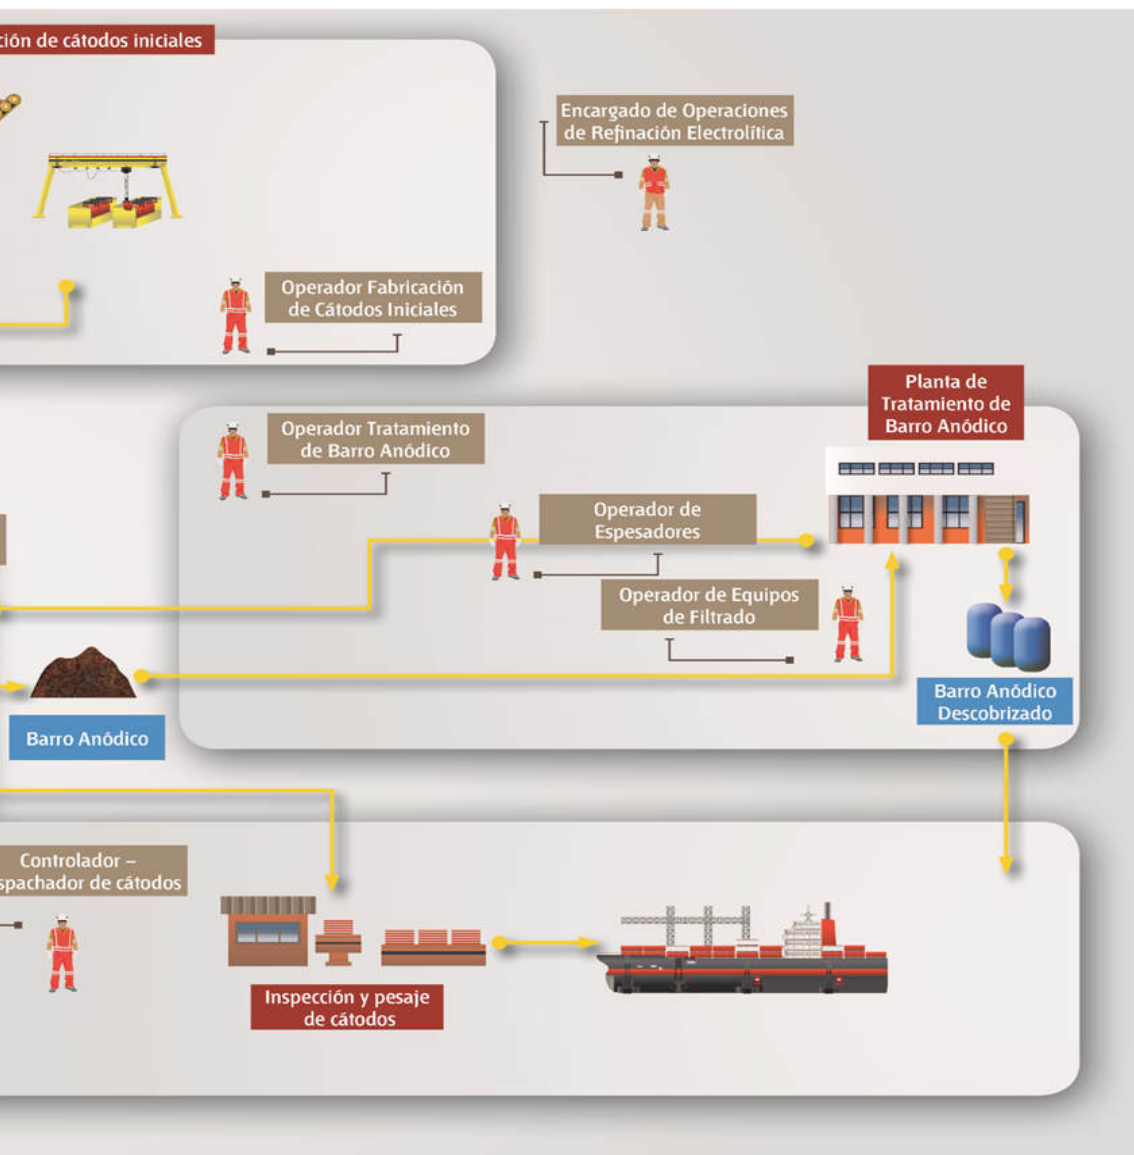 ción de cátodos iniciales
Encargado de Operaciones
de Refinación Electrolítica
Operador Fabricación
de Cátodos Iniciales
Planta de
Tratamiento de
Barro Anódico
Operador Tratamiento
de Barro Anódico
Operador de
Espesadores
Operador de Equipos
de Filtrado
Barro Anódico
Descobrizado
Barro Anódico
Controlador –
spachador de cátodos
Inspección y pesaje
de cátodos